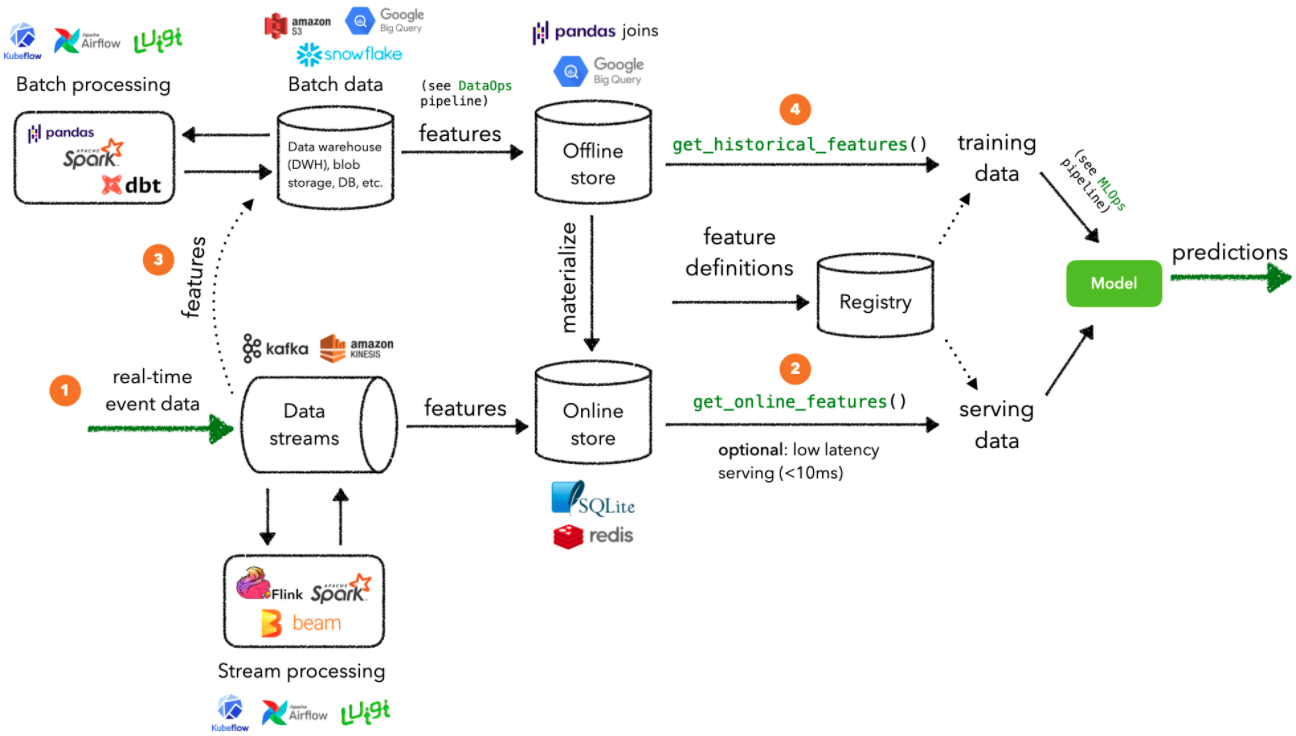 Kubeflow
Apache
Airflow
Luigi
Batch processing
pandas
APACHE
Spark
dbt
amazon
S3
Google
Big Query
snowflake
Batch data
Data warehouse
(DWH), blob
storage, DB, etc.
(see DataOps
pipeline)
features
pandas joins
Google
Big Query
Offline
store
4
get_historical_features()
training
data
(see MLOps
pipeline)
3
features
materialize
feature
definitions
Registry
Model
predictions
kafka
amazon
KINESIS
1
real-time
event data
Data
streams
features
Online
store
2
get_online_features()
optional: low latency
serving (<10ms)
serving
data
SQLite
redis
Flink
APACHE
Spark
beam
Stream processing
Kubeflow
Apache
Airflow
Luigi